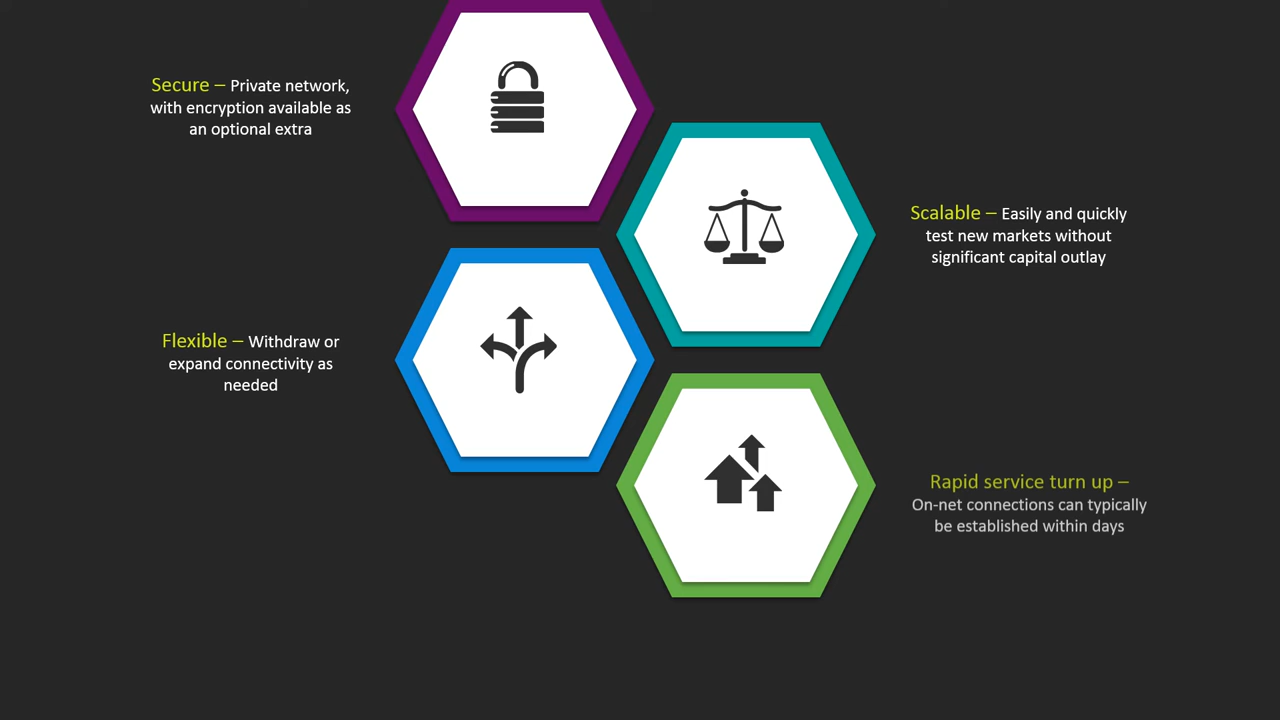 Secure – Private network,
with encryption available as
an optional extra
Scalable – Easily and quickly
test new markets without
significant capital outlay
Flexible – Withdraw or
expand connectivity as
needed
Rapid service turn up –
On-net connections can typically
be established within days